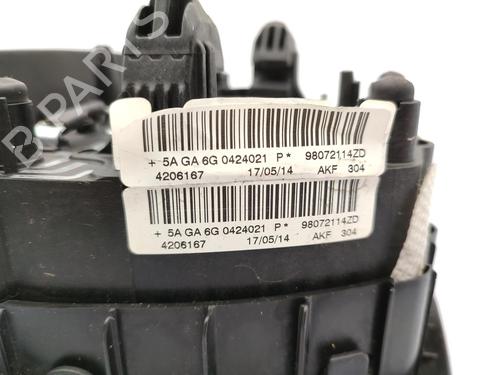 B-PARTS
+ 5A GA 6G 0424021 P* 98072114ZD
4206167 17/05/14 AKF 304
+ 5A GA 6G 0424021 P* 98072114ZD
4206167 17/05/14 AKF 304